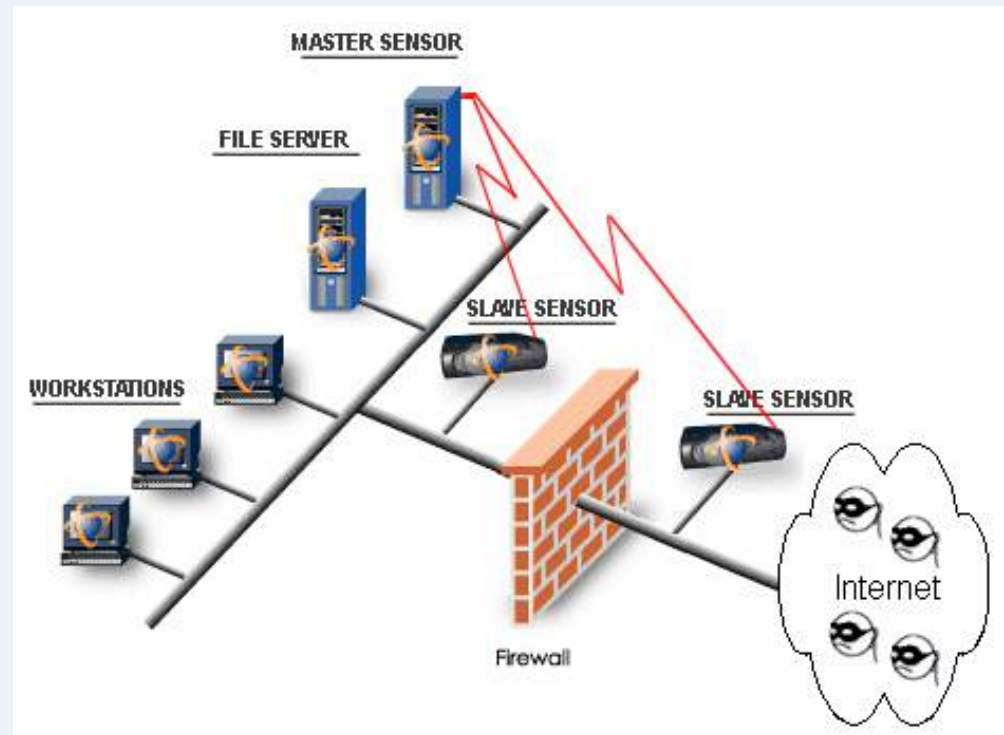 MASTER SENSOR
FILE SERVER
SLAVE SENSOR
WORKSTATIONS
SLAVE SENSOR
Internet
Firewall